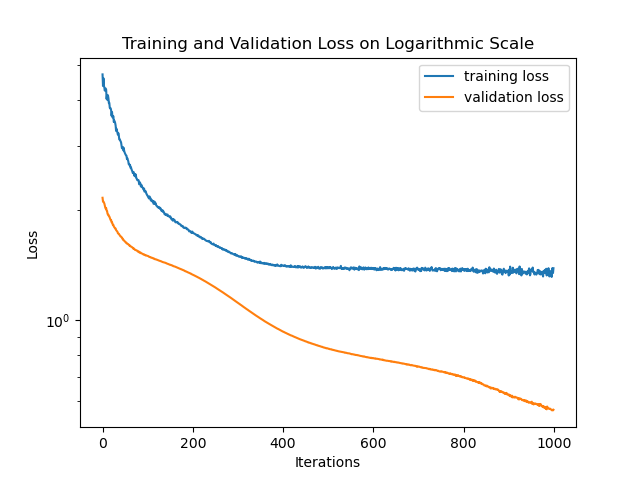 Training and Validation Loss on Logarithmic Scale
training loss
validation loss
Loss
10⁰
0
200
400
600
800
1000
Iterations